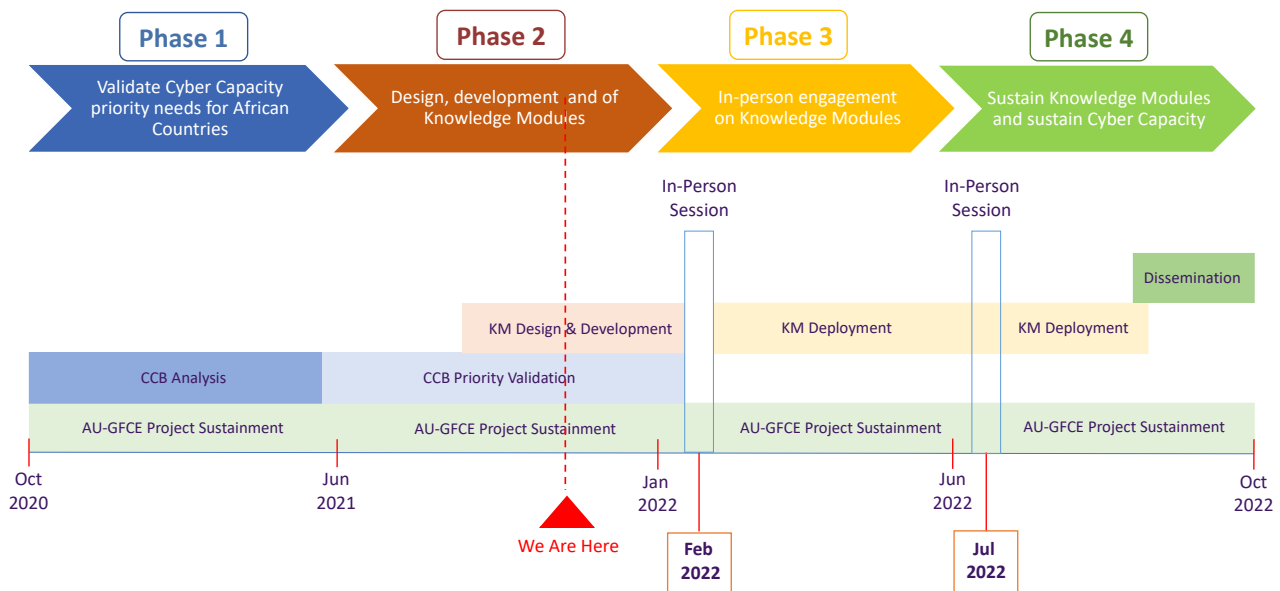 Phase 1
Phase 2
Phase 3
Phase 4
Validate Cyber Capacity
priority needs for African
Countries
Design, development and of
Knowledge Modules
In-person engagement
on Knowledge Modules
Sustain Knowledge Modules
and sustain Cyber Capacity
In-Person
Session
In-Person
Session
Dissemination
KM Design & Development
KM Deployment
KM Deployment
CCB Analysis
CCB Priority Validation
AU-GFCE Project Sustainment
AU-GFCE Project Sustainment
AU-GFCE Project Sustainment
AU-GFCE Project Sustainment
Oct
2020
Jun
2021
Jan
2022
Jun
2022
Oct
2022
We Are Here
Feb
2022
Jul
2022